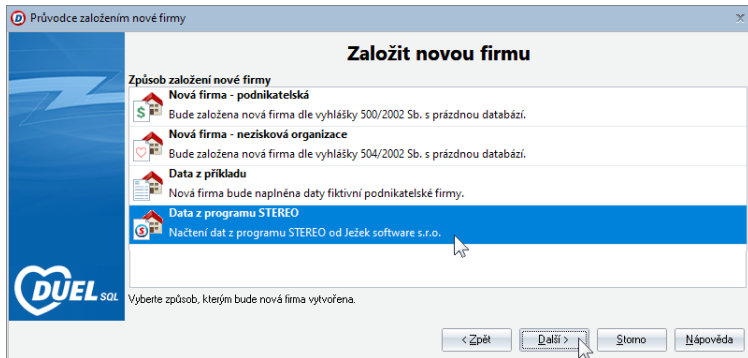 Průvodce založením nové firmy
Založit novou firmu
Způsob založení nové firmy
Nová firma - podnikatelská
Bude založena nová firma dle vyhlášky 500/2002 Sb. s prázdnou databází.
Nová firma - nezisková organizace
Bude založena nová firma dle vyhlášky 504/2002 Sb. s prázdnou databází.
Data z příkladu
Nová firma bude naplněna daty fiktivní podnikatelské firmy.
Data z programu STEREO
Načtení dat z programu STEREO od Ježek software s.r.o.
DUEL SQL
Vyberte způsob, kterým bude nová firma vytvořena.
< Zpět
Další >
Storno
Nápověda